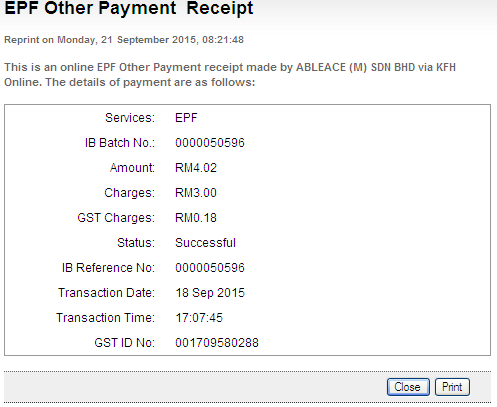 EPF Other Payment Receipt
Reprint on Monday, 21 September 2015, 08:21:48
This is an online EPF Other Payment receipt made by ABLEACE (M) SDN BHD via KFH
Online. The details of payment are as follows:
Services: EPF
IB Batch No.: 0000050596
Amount: RM4.02
Charges: RM3.00
GST Charges: RM0.18
Status: Successful
IB Reference No: 0000050596
Transaction Date: 18 Sep 2015
Transaction Time: 17:07:45
GST ID No: 001709580288
Close Print